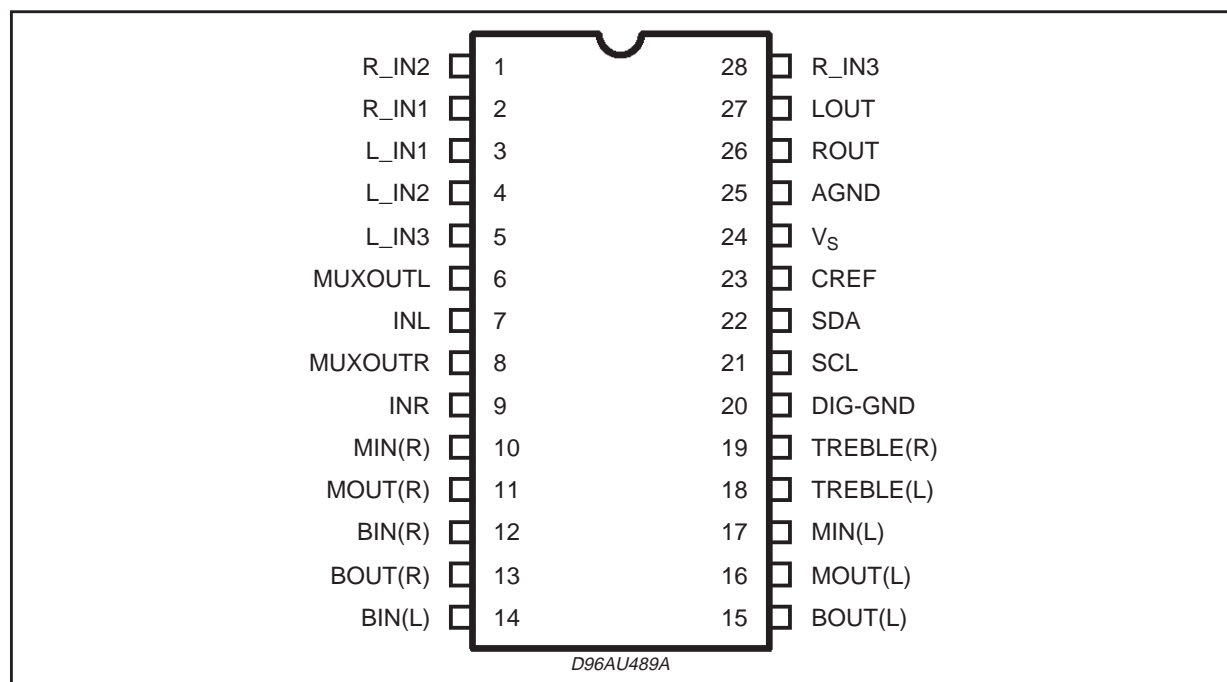 R_IN2 1 28 R_IN3
R_IN1 2 27 LOUT
L_IN1 3 26 ROUT
L_IN2 4 25 AGND
L_IN3 5 24 VS
MUXOUTL 6 23 CREF
INL 7 22 SDA
MUXOUTR 8 21 SCL
INR 9 20 DIG-GND
MIN(R) 10 19 TREBLE(R)
MOUT(R) 11 18 TREBLE(L)
BIN(R) 12 17 MIN(L)
BOUT(R) 13 16 MOUT(L)
BIN(L) 14 15 BOUT(L)
D96AU489A